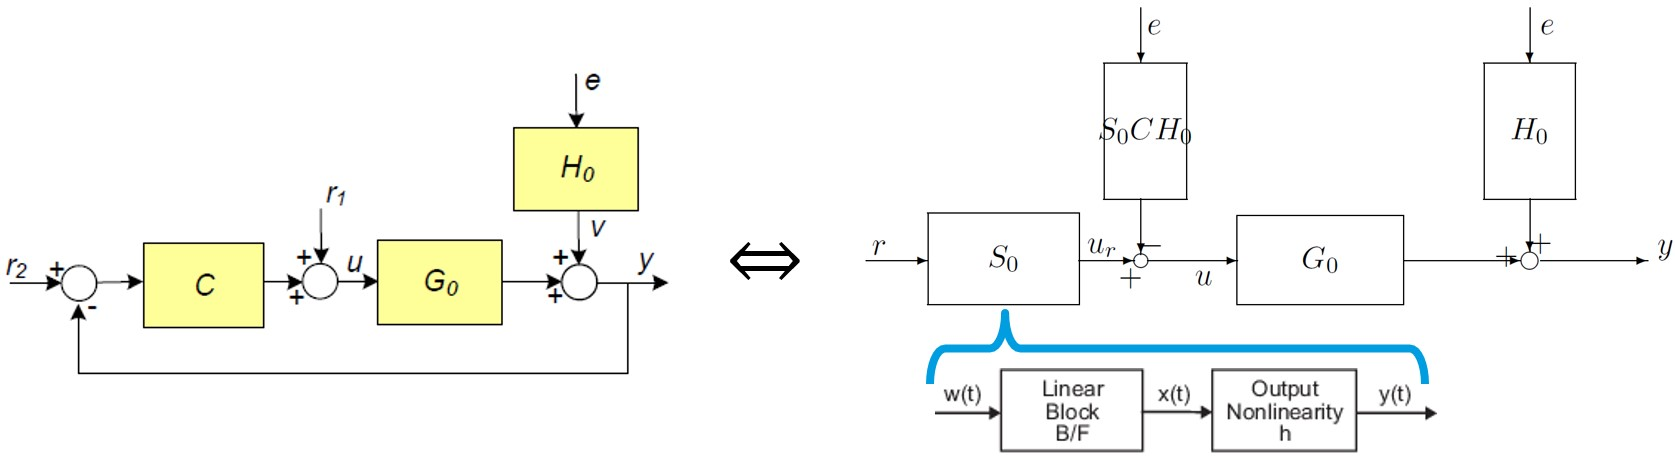 e
H₀
r₁
v
r₂ + C + + u G₀ + + y
-
e
e
S₀CH₀
H₀
r S₀ uᵣ − + u G₀ + + y
w(t) Linear Block B/F x(t) Output Nonlinearity h y(t)